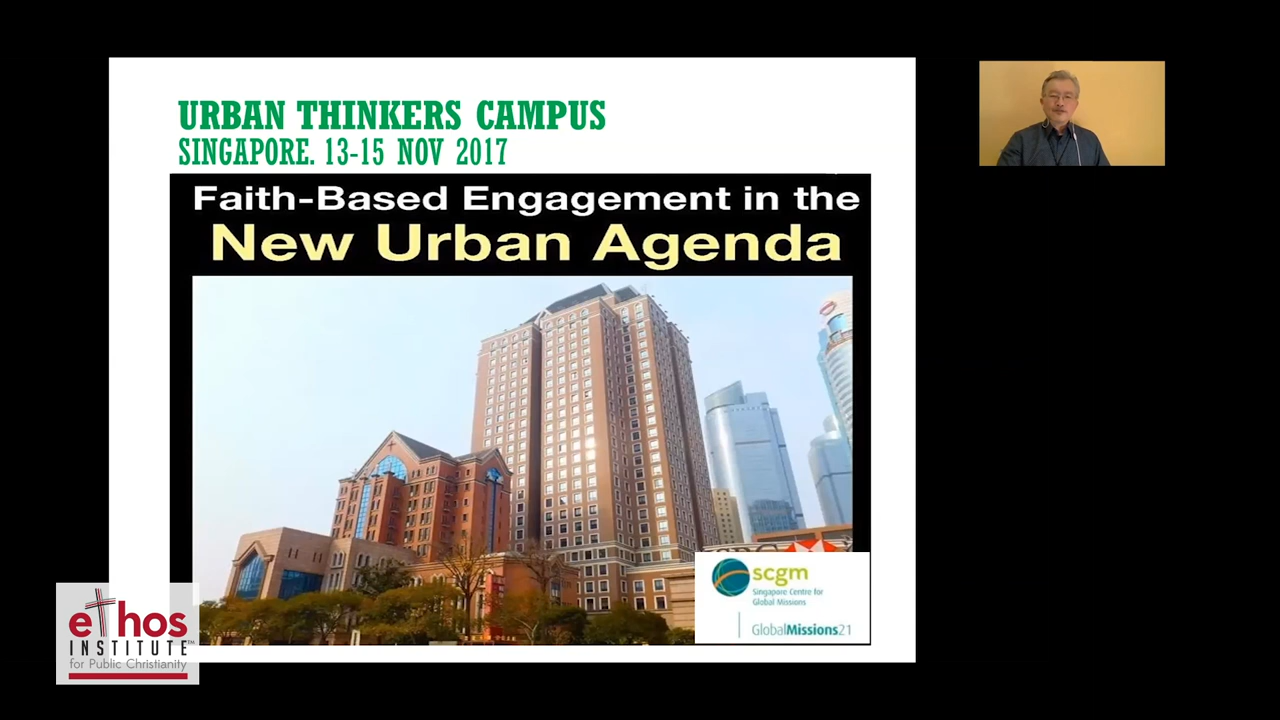 URBAN THINKERS CAMPUS
SINGAPORE. 13-15 NOV 2017
Faith-Based Engagement in the
New Urban Agenda
scgm
Singapore Centre for
Global Missions
GlobalMissions21
ethos
INSTITUTE™
for Public Christianity